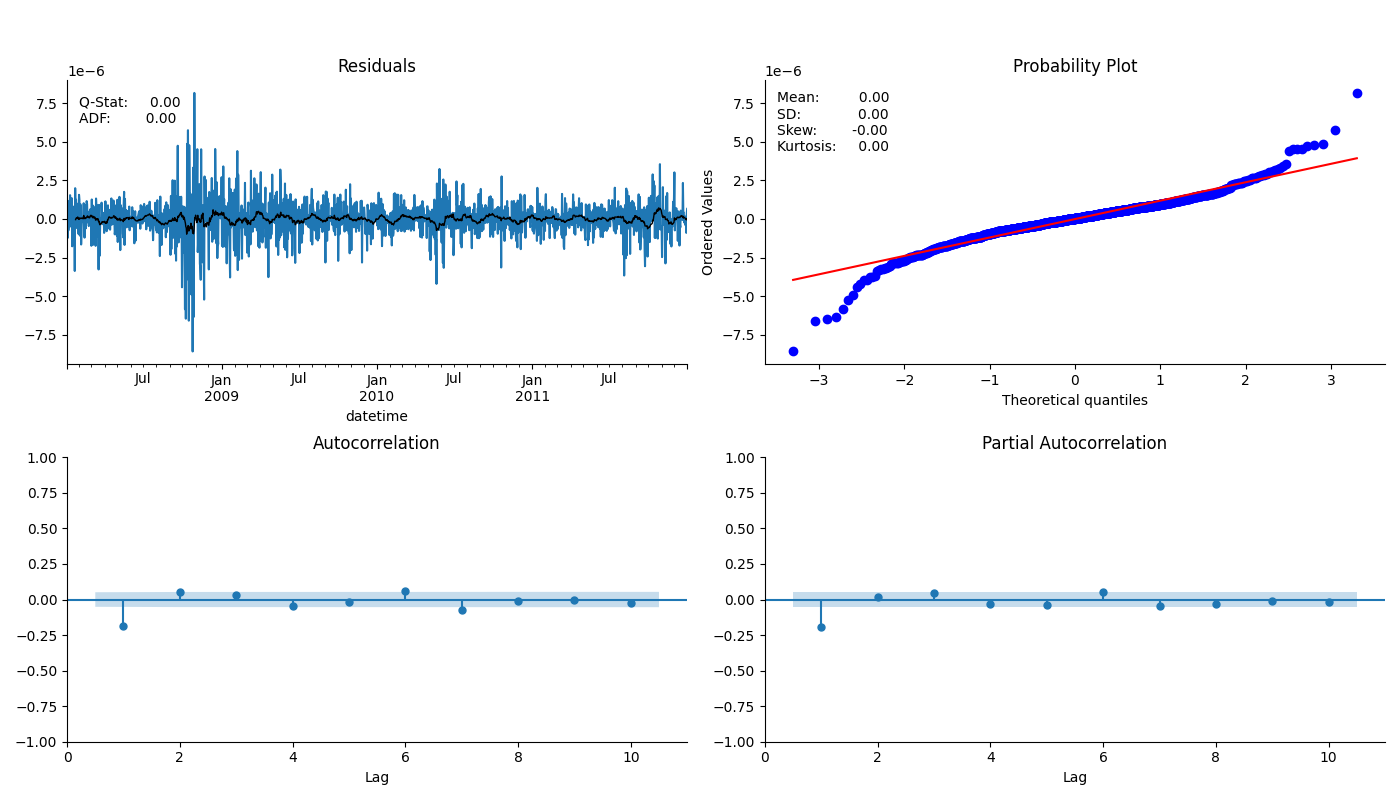 Residuals
1e−6
Q-Stat: 0.00
ADF: 0.00
7.5
5.0
2.5
0.0
−2.5
−5.0
−7.5
Jul Jan Jul Jan Jul Jan Jul
2009 2010 2011
datetime
Probability Plot
1e−6
Mean: 0.00
SD: 0.00
Skew: -0.00
Kurtosis: 0.00
Ordered Values
7.5
5.0
2.5
0.0
−2.5
−5.0
−7.5
−3 −2 −1 0 1 2 3
Theoretical quantiles
Autocorrelation
1.00
0.75
0.50
0.25
0.00
−0.25
−0.50
−0.75
−1.00
0 2 4 6 8 10
Lag
Partial Autocorrelation
1.00
0.75
0.50
0.25
0.00
−0.25
−0.50
−0.75
−1.00
0 2 4 6 8 10
Lag